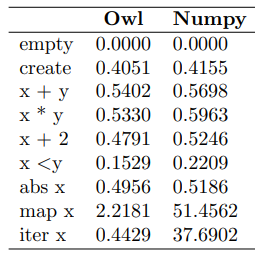 Owl Numpy
empty 0.0000 0.0000
create 0.4051 0.4155
x + y 0.5402 0.5698
x * y 0.5330 0.5963
x + 2 0.4791 0.5246
x <y 0.1529 0.2209
abs x 0.4956 0.5186
map x 2.2181 51.4562
iter x 0.4429 37.6902